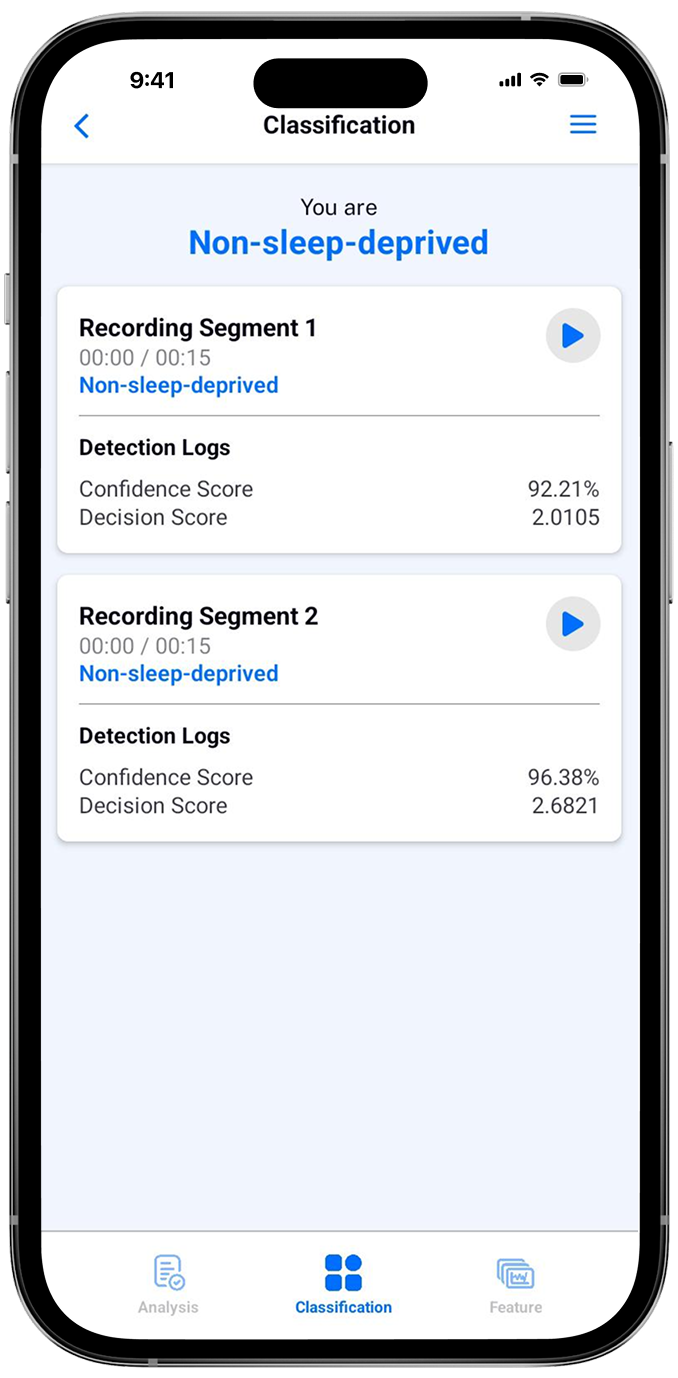 9:41
Classification
You are
Non-sleep-deprived
Recording Segment 1
00:00 / 00:15
Non-sleep-deprived
Detection Logs
Confidence Score 92.21%
Decision Score 2.0105
Recording Segment 2
00:00 / 00:15
Non-sleep-deprived
Detection Logs
Confidence Score 96.38%
Decision Score 2.6821
Analysis Classification Feature